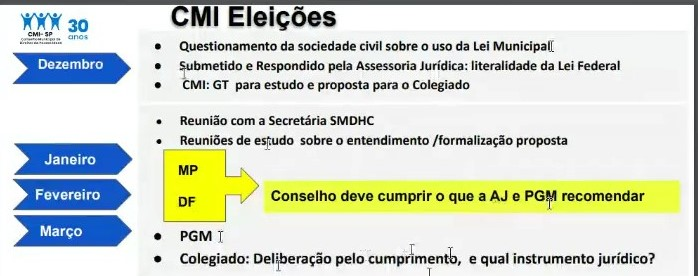 CMI Eleições
CMI - SP
30
anos
Dezembro
• Questionamento da sociedade civil sobre o uso da Lei Municipal
• Submetido e Respondido pela Assessoria Jurídica: literalidade da Lei Federal
• CMI: GT para estudo e proposta para o Colegiado
• Reunião com a Secretária SMDHC
• Reuniões de estudo sobre o entendimento /formalização proposta
Janeiro
Fevereiro
Março
MP
DF
Conselho deve cumprir o que a AJ e PGM recomendar
• PGM
• Colegiado: Deliberação pelo cumprimento, e qual instrumento jurídico?